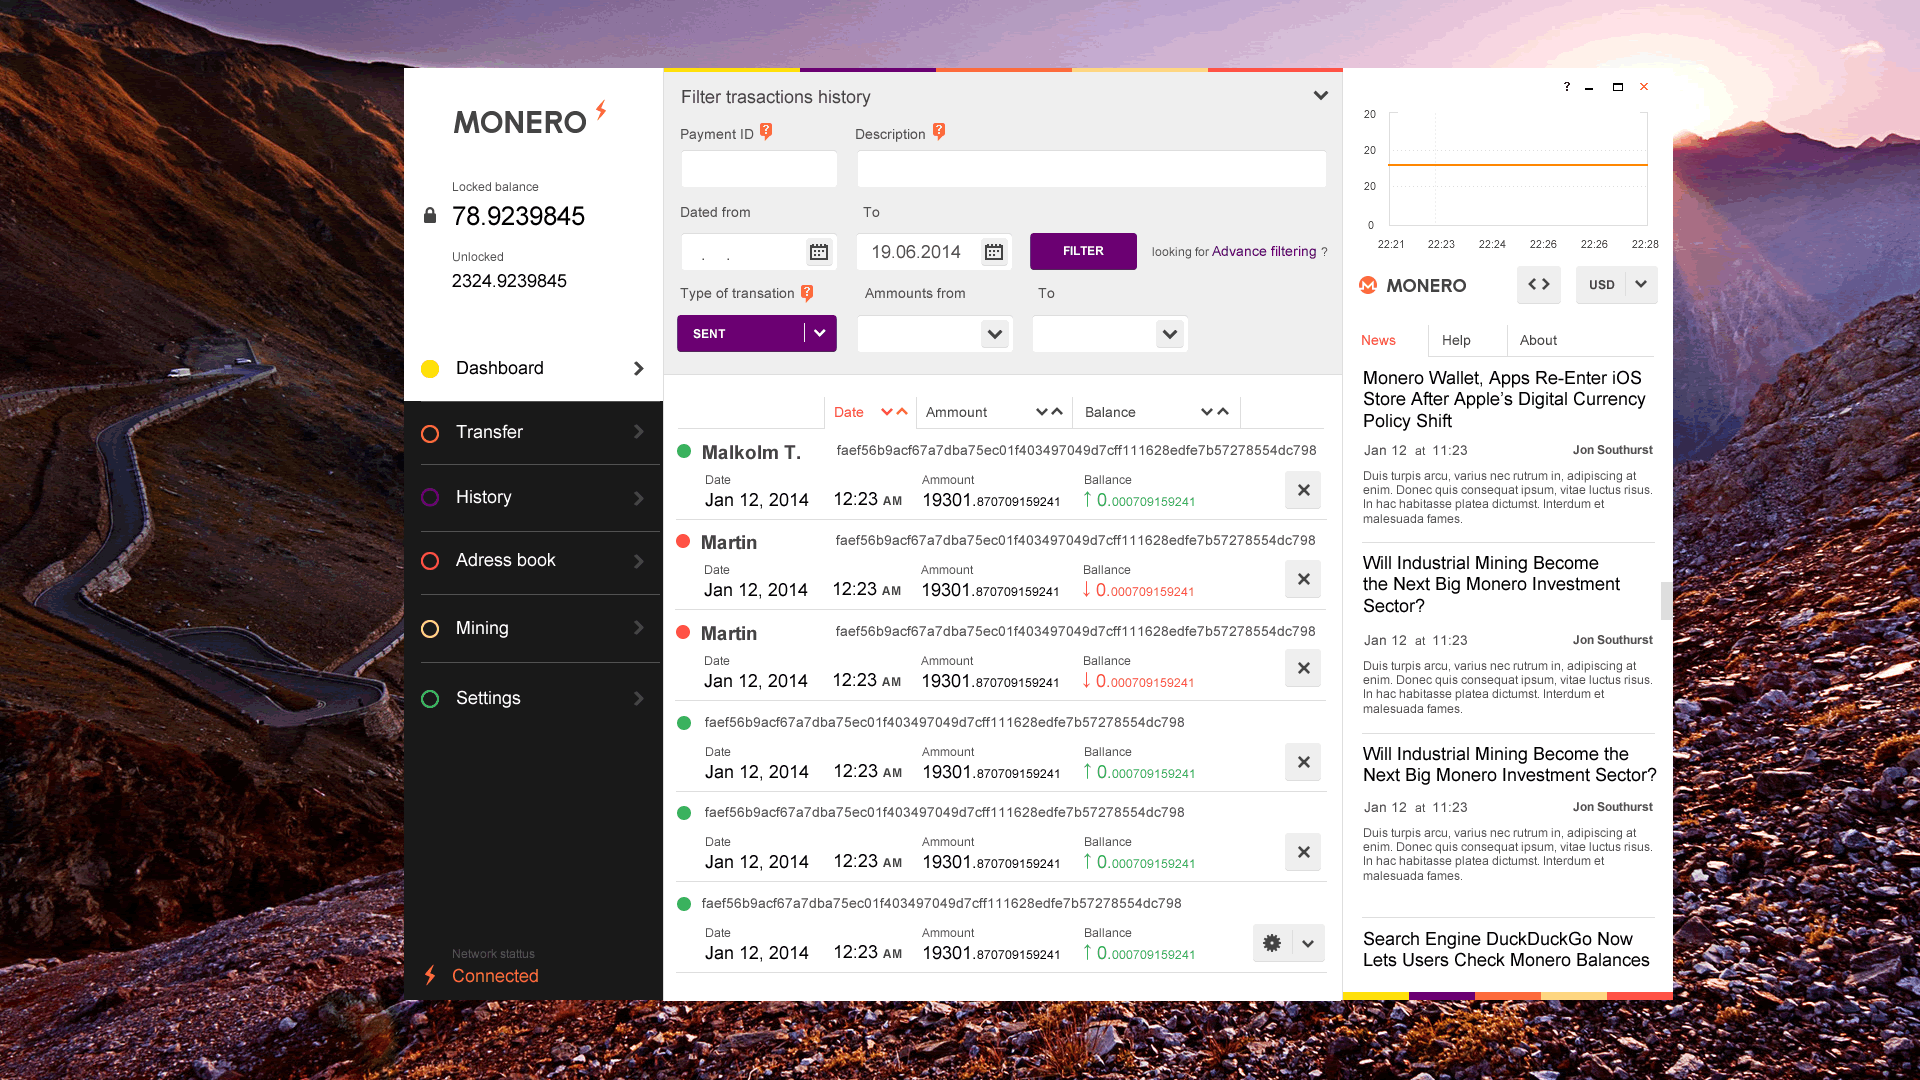 MONERO
Locked balance
78.9239845
Unlocked
2324.9239845
Dashboard
Transfer
History
Adress book
Mining
Settings
Network stattus
Connected
Filter trasactions history
Payment ID ?
Description ?
Dated from
To
. .
19.06.2014
FILTER
looking for Advance filtering ?
Type of transation ?
Ammounts from
To
SENT
Date
Ammount
Balance
Malkolm T. faef56b9acf67a7dba75ec01f403497049d7cff111628edfe7b57278554dc798
Date Ammount Ballance
Jan 12, 2014 12:23 AM 19301.870709159241 ↑ 0.000709159241
Martin faef56b9acf67a7dba75ec01f403497049d7cff111628edfe7b57278554dc798
Date Ammount Ballance
Jan 12, 2014 12:23 AM 19301.870709159241 ↓ 0.000709159241
Martin faef56b9acf67a7dba75ec01f403497049d7cff111628edfe7b57278554dc798
Date Ammount Ballance
Jan 12, 2014 12:23 AM 19301.870709159241 ↓ 0.000709159241
faef56b9acf67a7dba75ec01f403497049d7cff111628edfe7b57278554dc798
Date Ammount Ballance
Jan 12, 2014 12:23 AM 19301.870709159241 ↑ 0.000709159241
faef56b9acf67a7dba75ec01f403497049d7cff111628edfe7b57278554dc798
Date Ammount Ballance
Jan 12, 2014 12:23 AM 19301.870709159241 ↑ 0.000709159241
faef56b9acf67a7dba75ec01f403497049d7cff111628edfe7b57278554dc798
Date Ammount Ballance
Jan 12, 2014 12:23 AM 19301.870709159241 ↑ 0.000709159241
?
20
20
20
0
22:21 22:23 22:24 22:26 22:26 22:28
MONERO
USD
News Help About
Monero Wallet, Apps Re-Enter iOS
Store After Apple's Digital Currency
Policy Shift
Jan 12 at 11:23 Jon Southurst
Duis turpis arcu, varius nec rutrum in, adipiscing at
enim. Donec quis consequat ipsum, vitae luctus risus.
In hac habitasse platea dictumst. Interdum et
malesuada fames.
Will Industrial Mining Become
the Next Big Monero Investment
Sector?
Jan 12 at 11:23 Jon Southurst
Duis turpis arcu, varius nec rutrum in, adipiscing at
enim. Donec quis consequat ipsum, vitae luctus risus.
In hac habitasse platea dictumst. Interdum et
malesuada fames.
Will Industrial Mining Become the
Next Big Monero Investment Sector?
Jan 12 at 11:23 Jon Southurst
Duis turpis arcu, varius nec rutrum in, adipiscing at
enim. Donec quis consequat ipsum, vitae luctus risus.
In hac habitasse platea dictumst. Interdum et
malesuada fames.
Search Engine DuckDuckGo Now
Lets Users Check Monero Balances